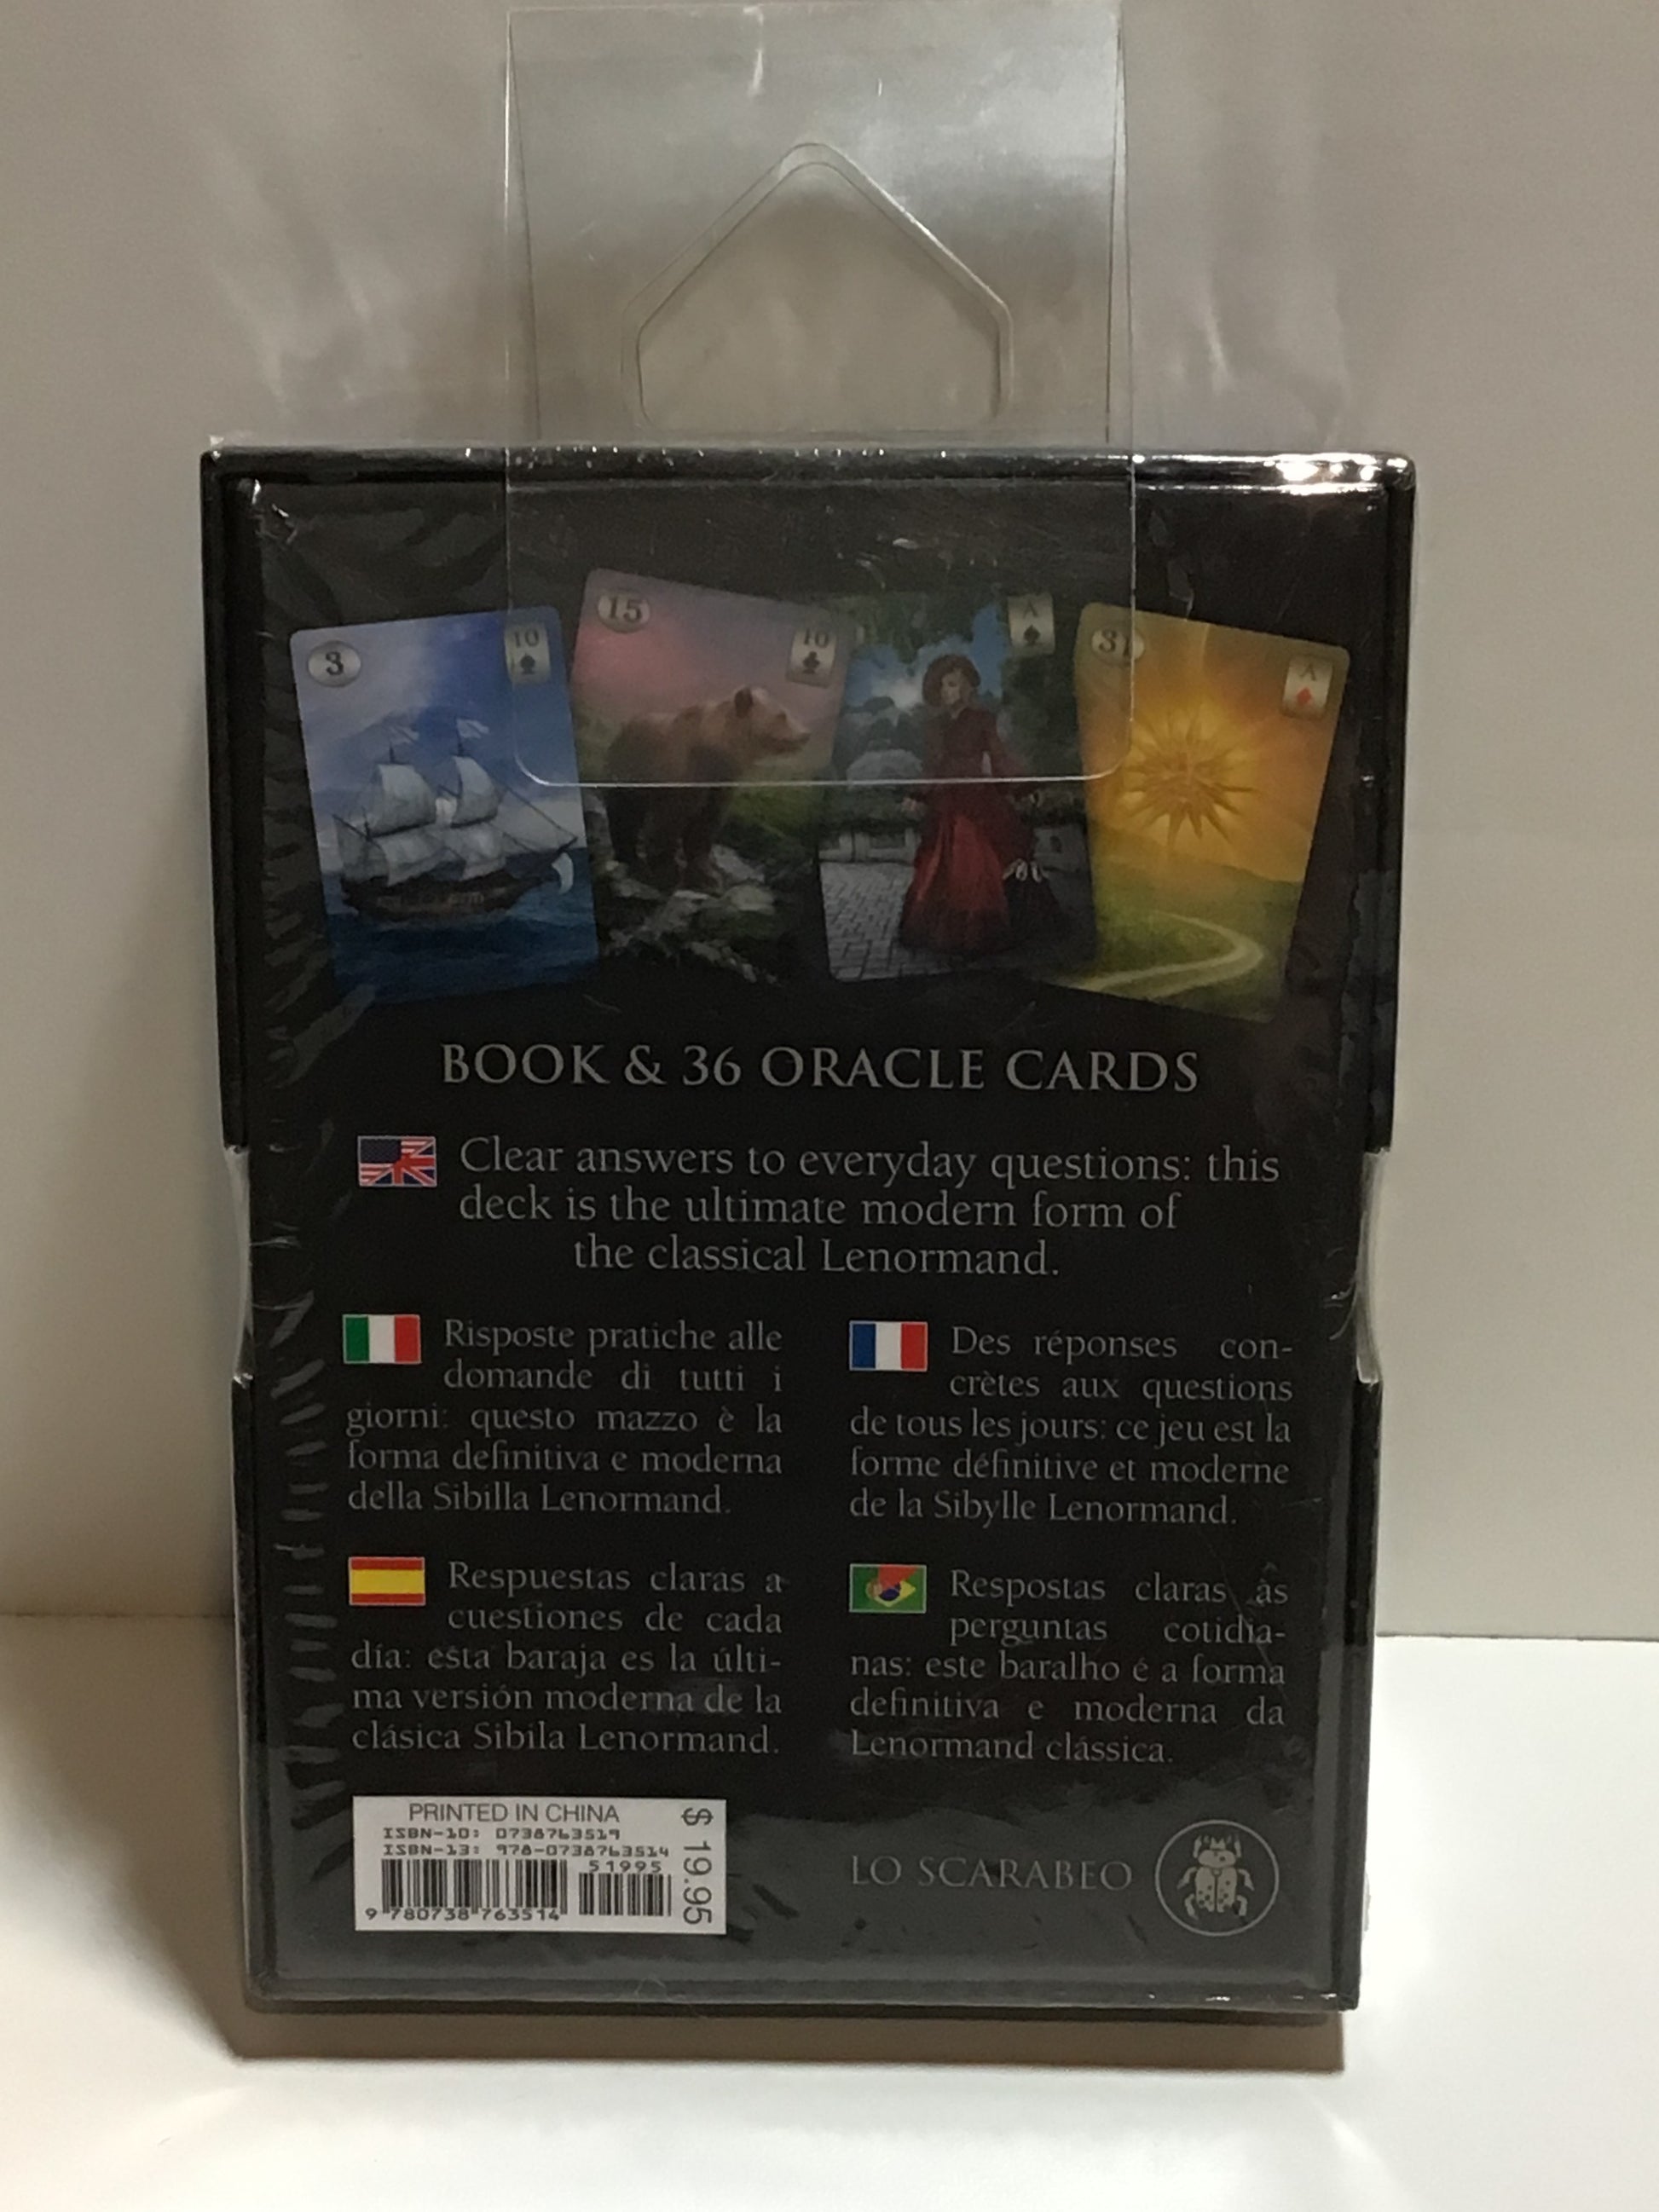 3
10
15
10
A
31
A
BOOK & 36 ORACLE CARDS
Clear answers to everyday questions: this
deck is the ultimate modern form of
the classical Lenormand.
Risposte pratiche alle
domande di tutti i
giorni: questo mazzo è la
forma definitiva e moderna
della Sibilla Lenormand.
Des réponses con-
crètes aux questions
de tous les jours: ce jeu est la
forme définitive et moderne
de la Sibylle Lenormand.
Respuestas claras a
cuestiones de cada
día: esta baraja es la últi-
ma versión moderna de la
clásica Sibila Lenormand.
Respostas claras às
perguntas cotidia-
nas: este baralho é a forma
definitiva e moderna da
Lenormand clássica.
PRINTED IN CHINA
ISBN-10: 0738763519
ISBN-13: 978-0738763514
51995
9 780738 763514
$ 19.95
LO SCARABEO